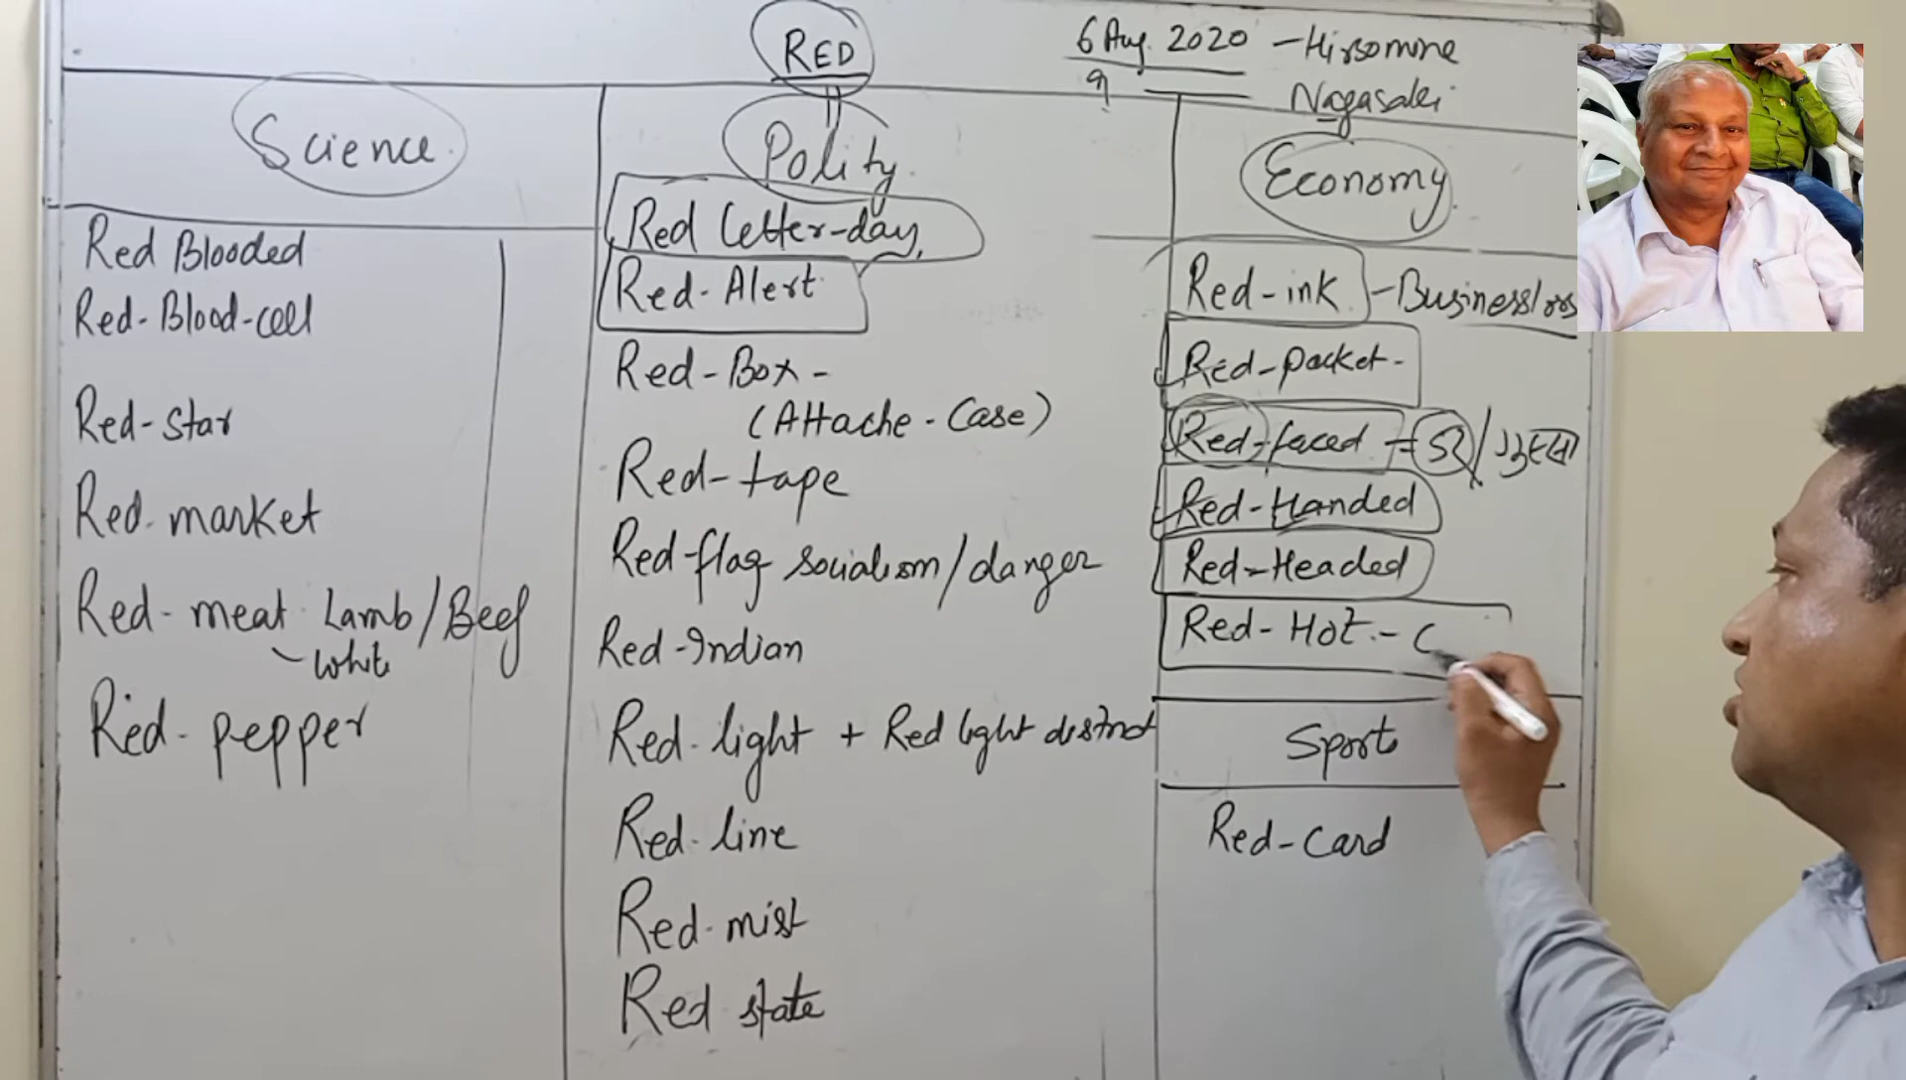 RED
6 Aug. 2020 - Hirsomine
9 Nagasaki
Science
Red Blooded
Red-Blood-cell
Red-star
Red-market
Red-meat Lamb/Beef
white
Red-pepper
Polity
Red letter-day
Red-Alert
Red-Box-
(Attache-Case)
Red-tape
Red-flag socialism/danger
Red-Indian
Red-light + Red light district
Red-line
Red-mist
Red state
Economy
Red-ink - Business loss
Red-packet-
Red-faced = डर/
Red-Handed
Red-Headed
Red-Hot-C
Sports
Red-card